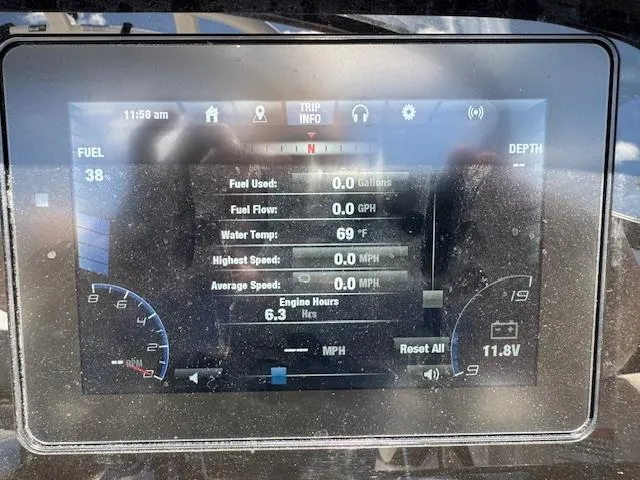 11:58 am
TRIP INFO
N
FUEL
38
DEPTH
--
Fuel Used: 0.0 Gallons
Fuel Flow: 0.0 GPH
Water Temp: 69 °F
Highest Speed: 0.0 MPH
Average Speed: 0.0 MPH
Engine Hours
6.3 Hrs
--- MPH
Reset All
8
6
4
2
0
-- RPM
19
11.8V
9